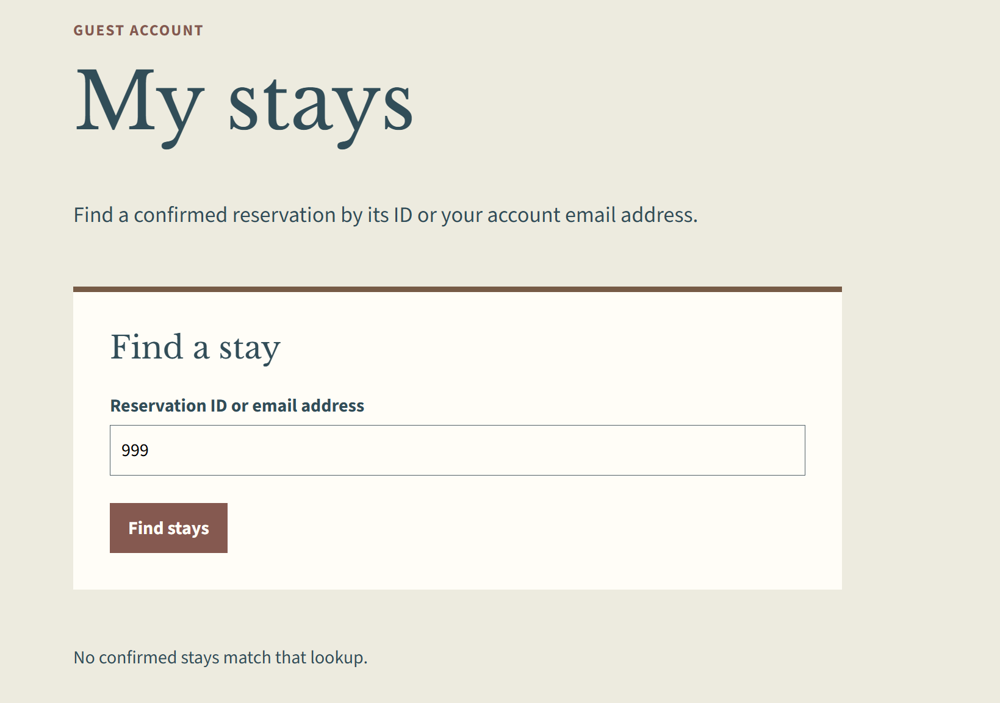 GUEST ACCOUNT
My stays
Find a confirmed reservation by its ID or your account email address.
Find a stay
Reservation ID or email address
999
Find stays
No confirmed stays match that lookup.